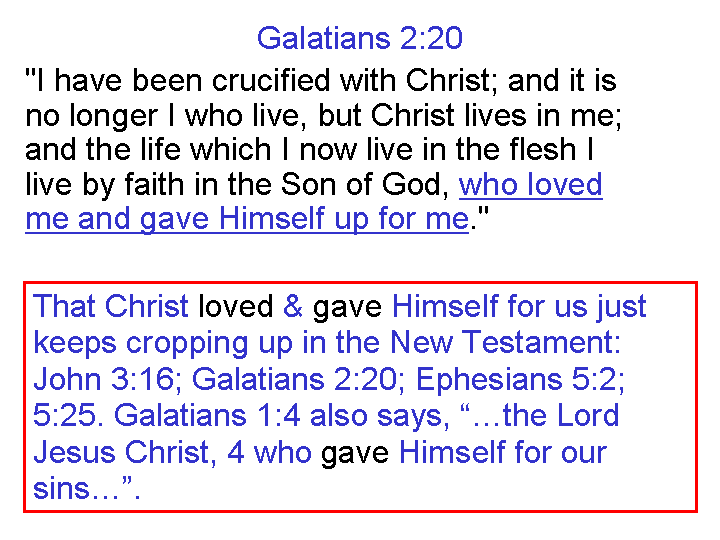 Galatians 2:20
"I have been crucified with Christ; and it is
no longer I who live, but Christ lives in me;
and the life which I now live in the flesh I
live by faith in the Son of God, who loved
me and gave Himself up for me."
That Christ loved & gave Himself for us just
keeps cropping up in the New Testament:
John 3:16; Galatians 2:20; Ephesians 5:2;
5:25. Galatians 1:4 also says, “…the Lord
Jesus Christ, 4 who gave Himself for our
sins…”.